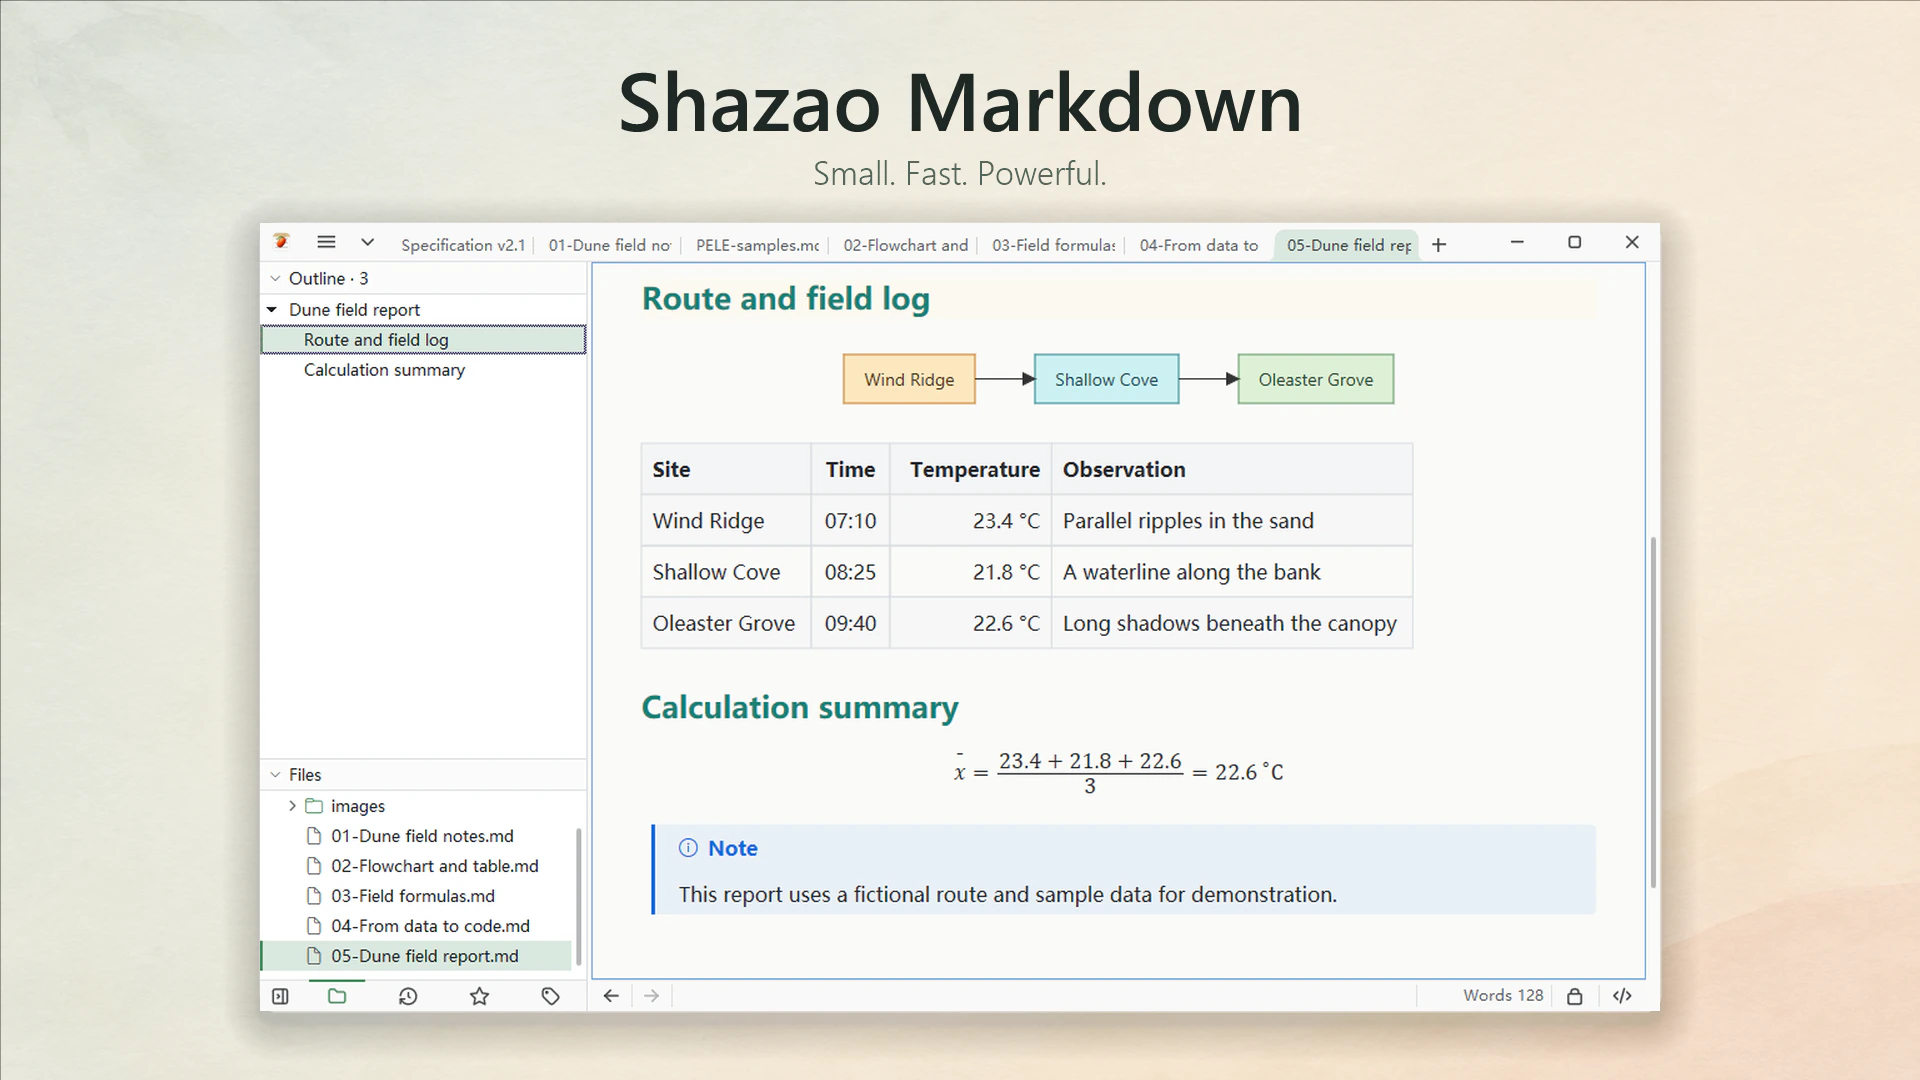 Shazao Markdown
Small. Fast. Powerful.
Specification v2.1 01-Dune field no PELE-samples.mc 02-Flowchart and 03-Field formulas 04-From data to 05-Dune field rep
Outline · 3
Dune field report
Route and field log
Calculation summary
Route and field log
Wind Ridge Shallow Cove Oleaster Grove
Site Time Temperature Observation
Wind Ridge 07:10 23.4 °C Parallel ripples in the sand
Shallow Cove 08:25 21.8 °C A waterline along the bank
Oleaster Grove 09:40 22.6 °C Long shadows beneath the canopy
Calculation summary
x̄ = (23.4 + 21.8 + 22.6) / 3 = 22.6 °C
Note
This report uses a fictional route and sample data for demonstration.
Files
images
01-Dune field notes.md
02-Flowchart and table.md
03-Field formulas.md
04-From data to code.md
05-Dune field report.md
Words 128